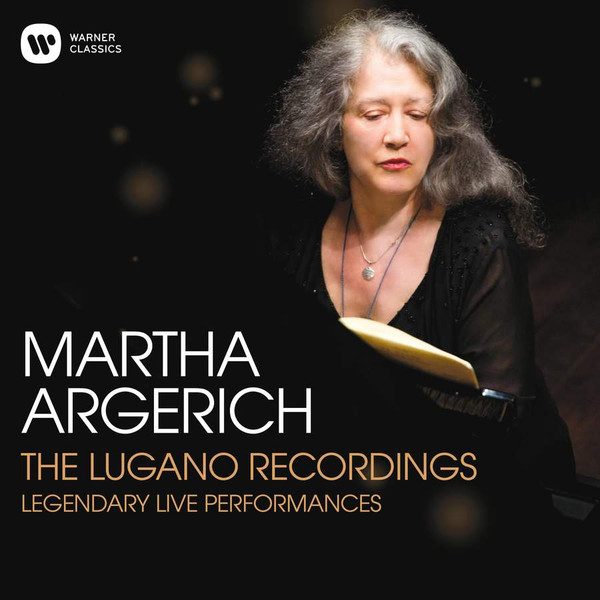 WARNER
CLASSICS
MARTHA
ARGERICH
THE LUGANO RECORDINGS
LEGENDARY LIVE PERFORMANCES